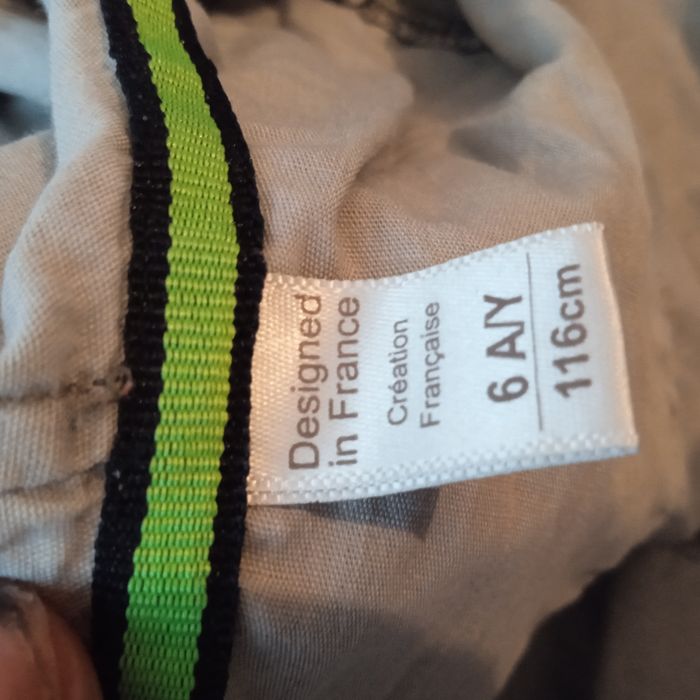 Designed
in France
Création
Française
6 A/Y
116cm